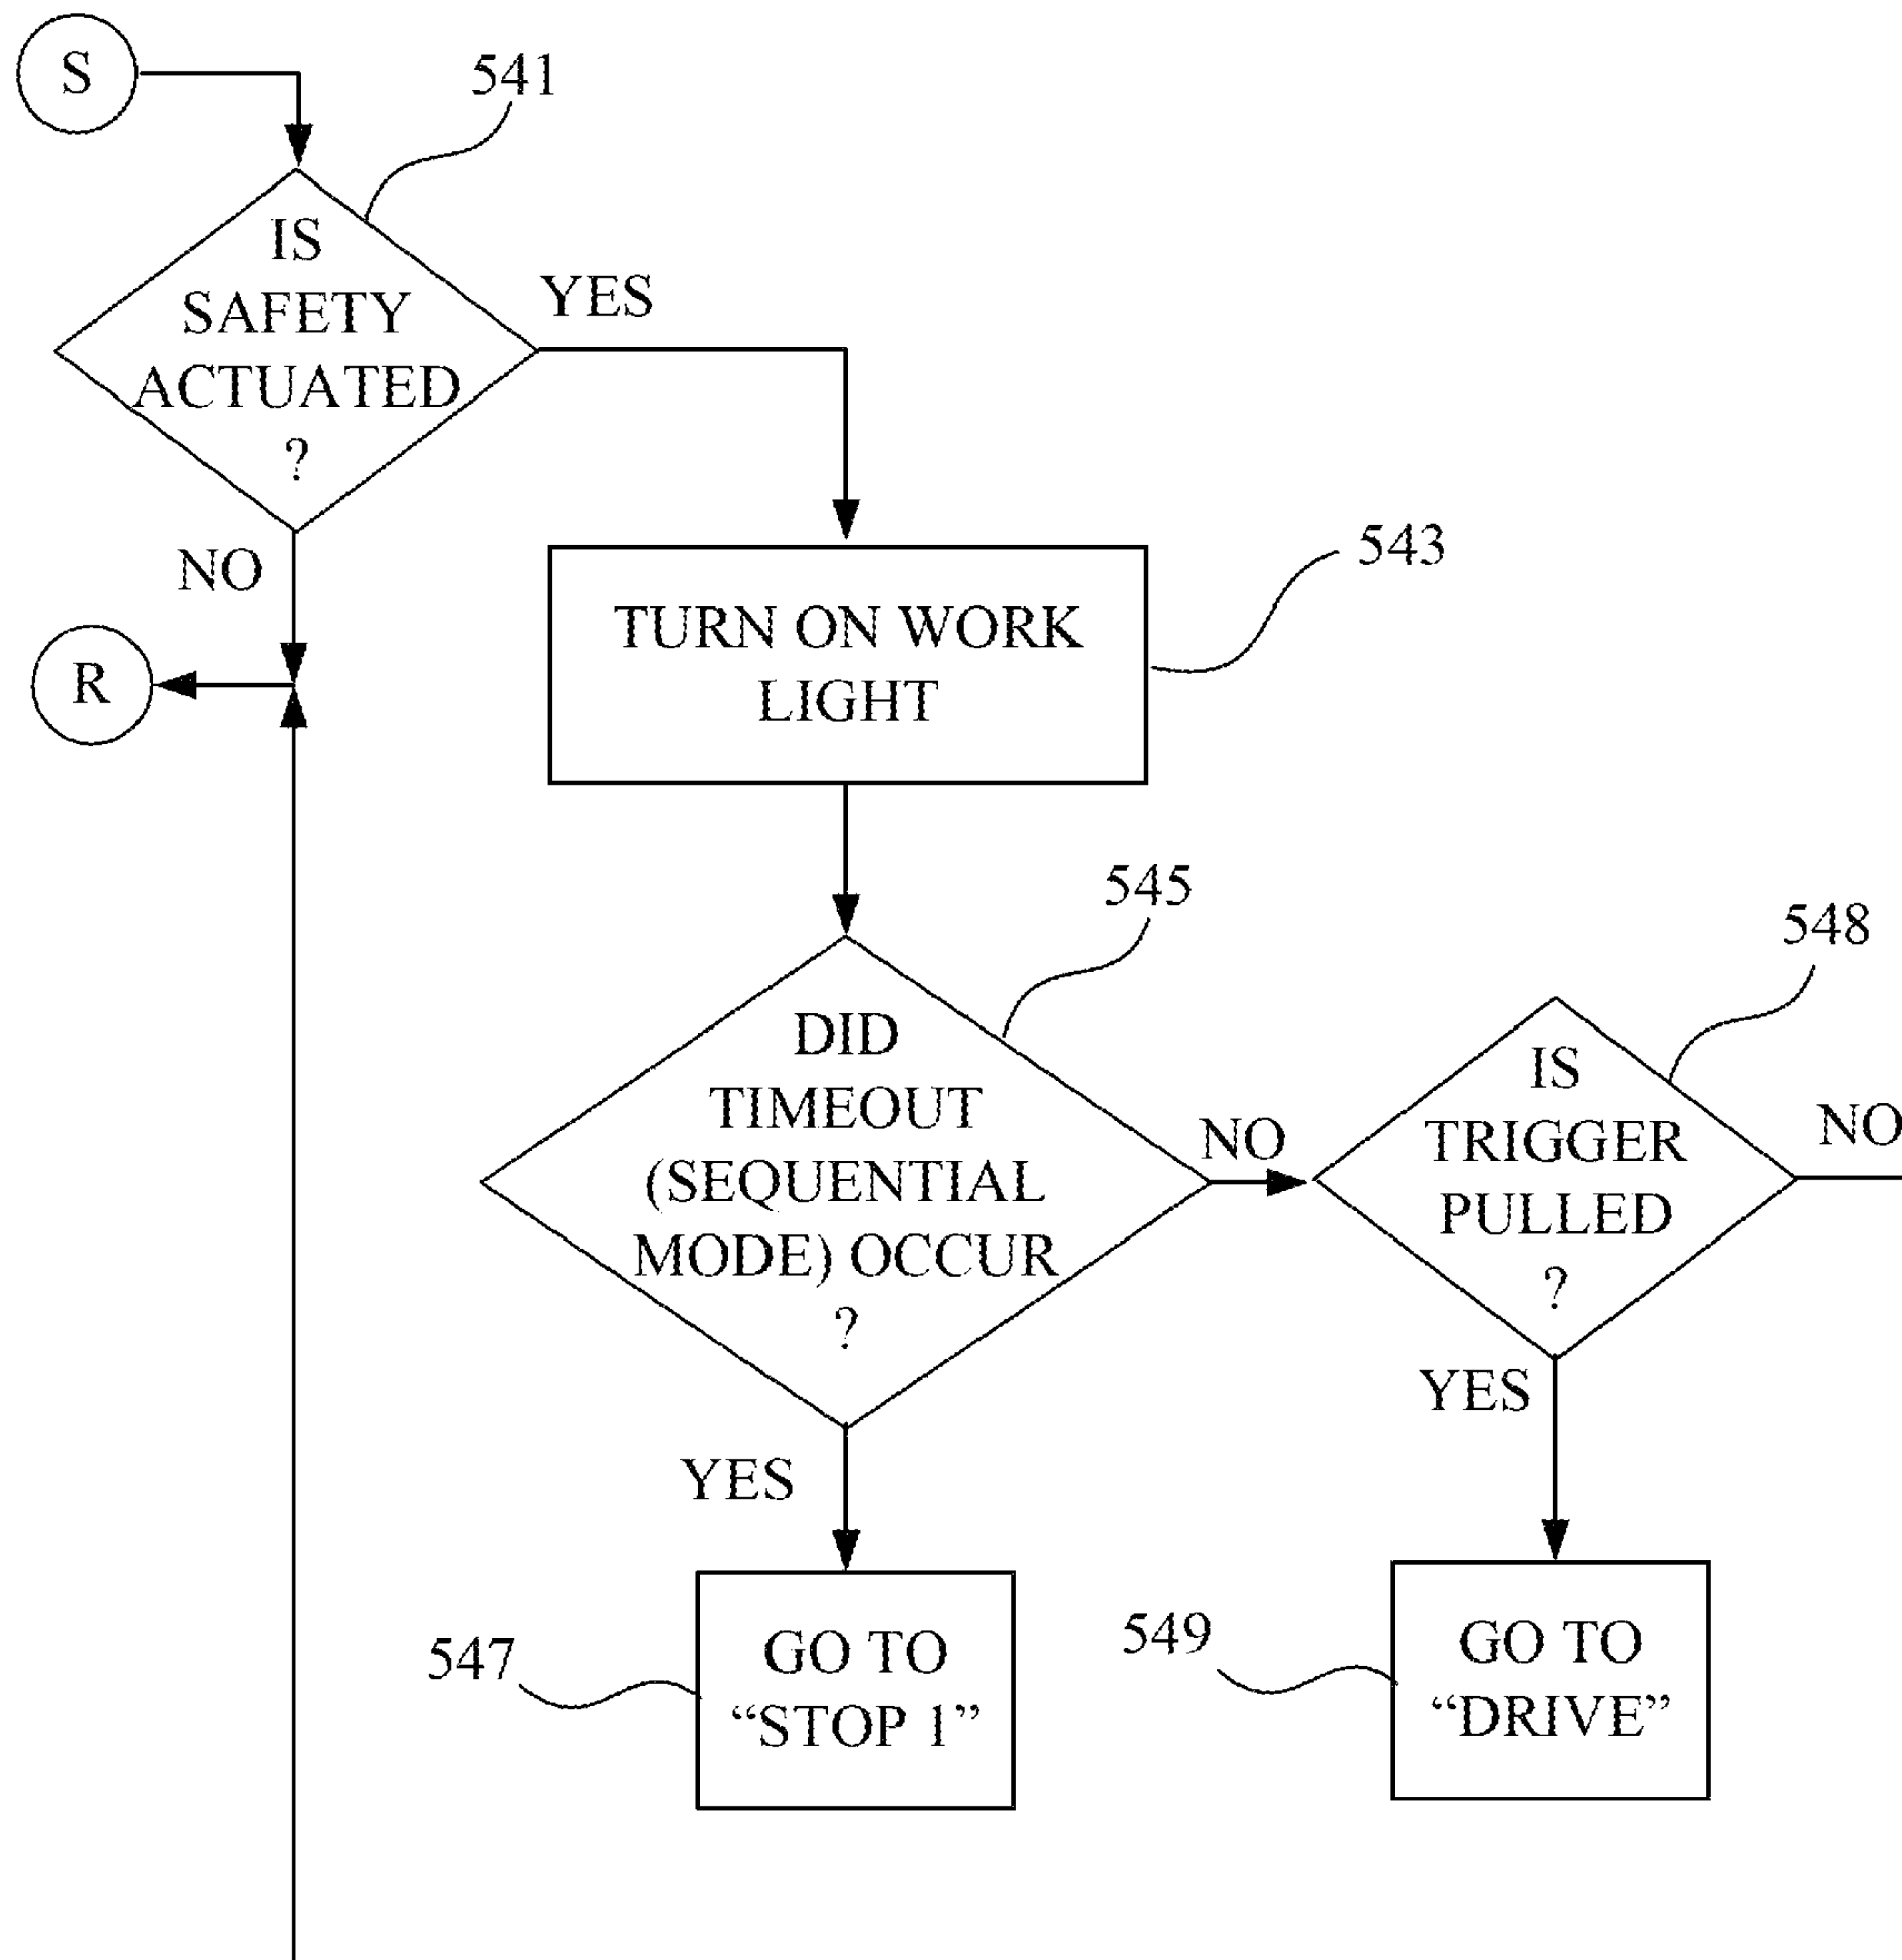 S
541
IS
SAFETY
ACTUATED
?
YES
NO
R
543
TURN ON WORK
LIGHT
545
DID
TIMEOUT
(SEQUENTIAL
MODE) OCCUR
?
NO
548
IS
TRIGGER
PULLED
?
NO
YES
YES
547
GO TO
“STOP 1”
549
GO TO
“DRIVE”